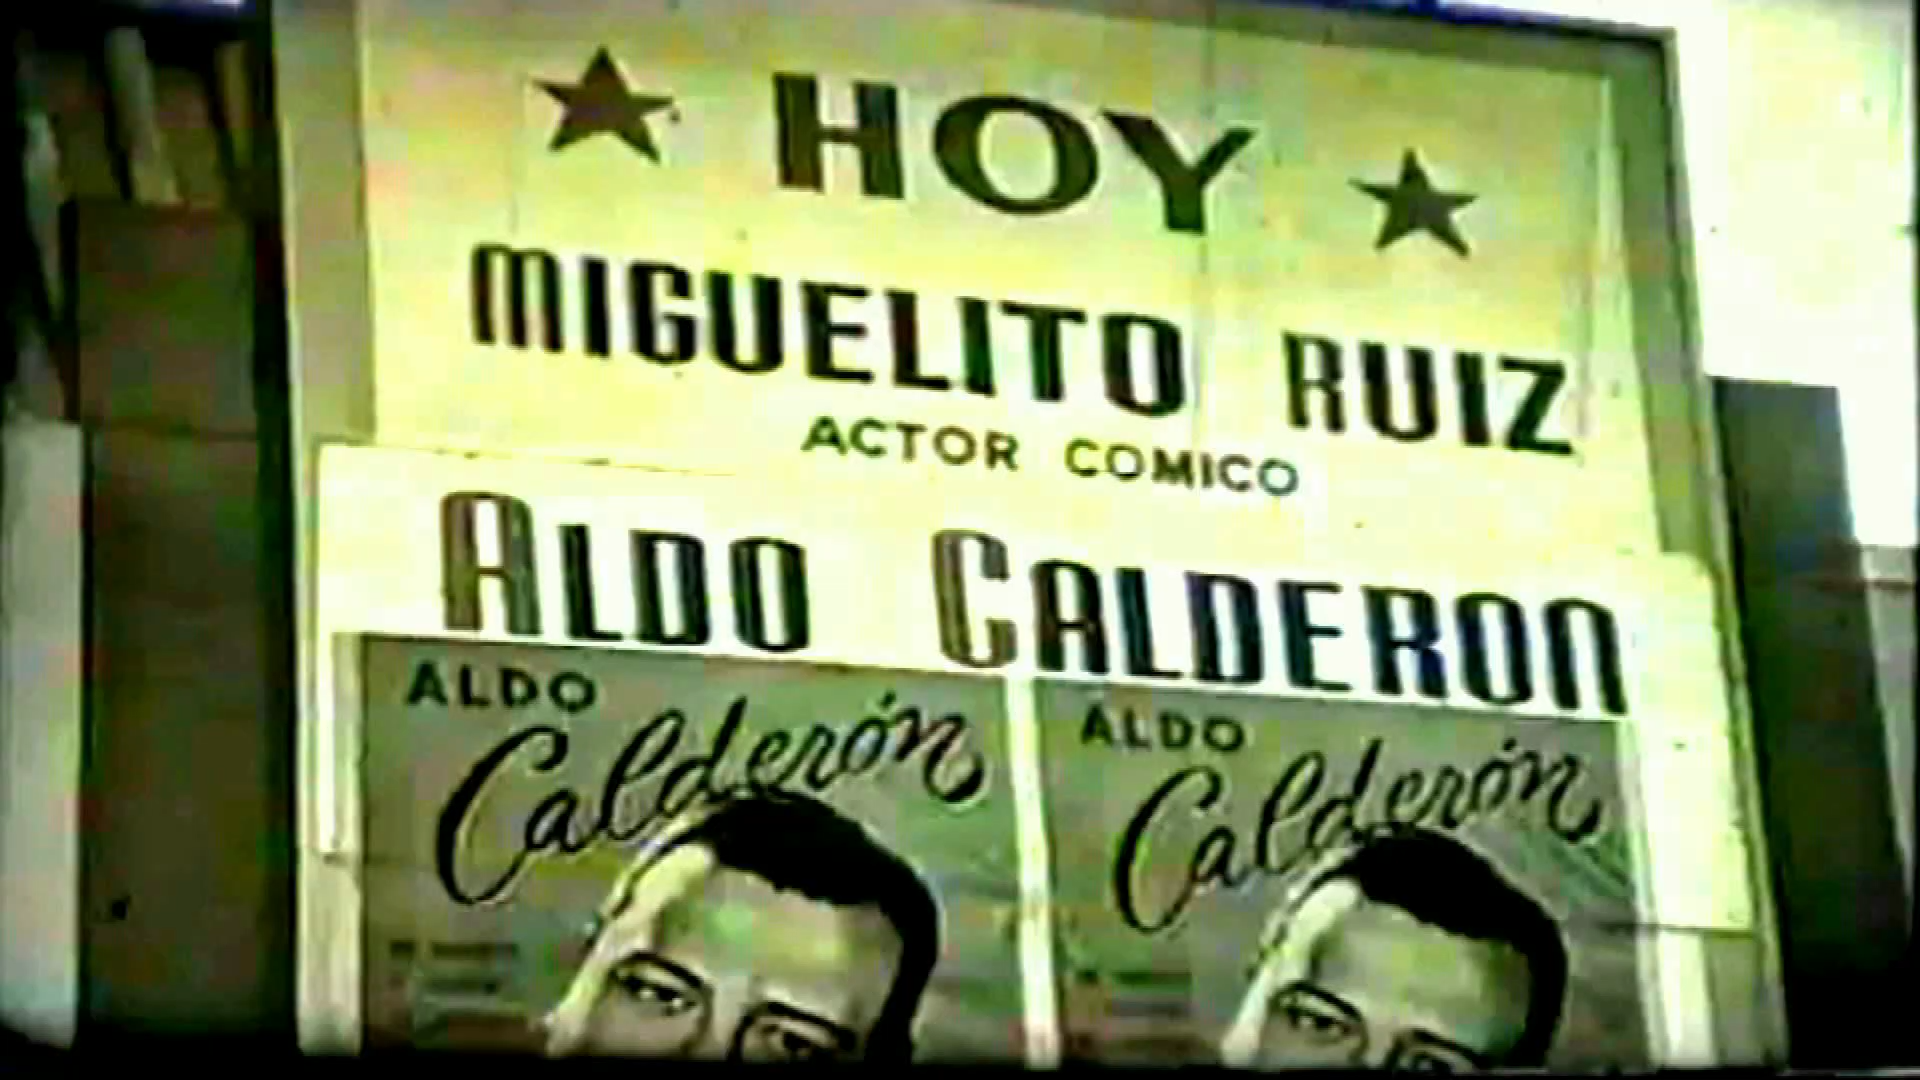 HOY
MIGUELITO RUIZ
ACTOR COMICO
ALDO CALDERON
ALDO
Calderón
ALDO
Calderón